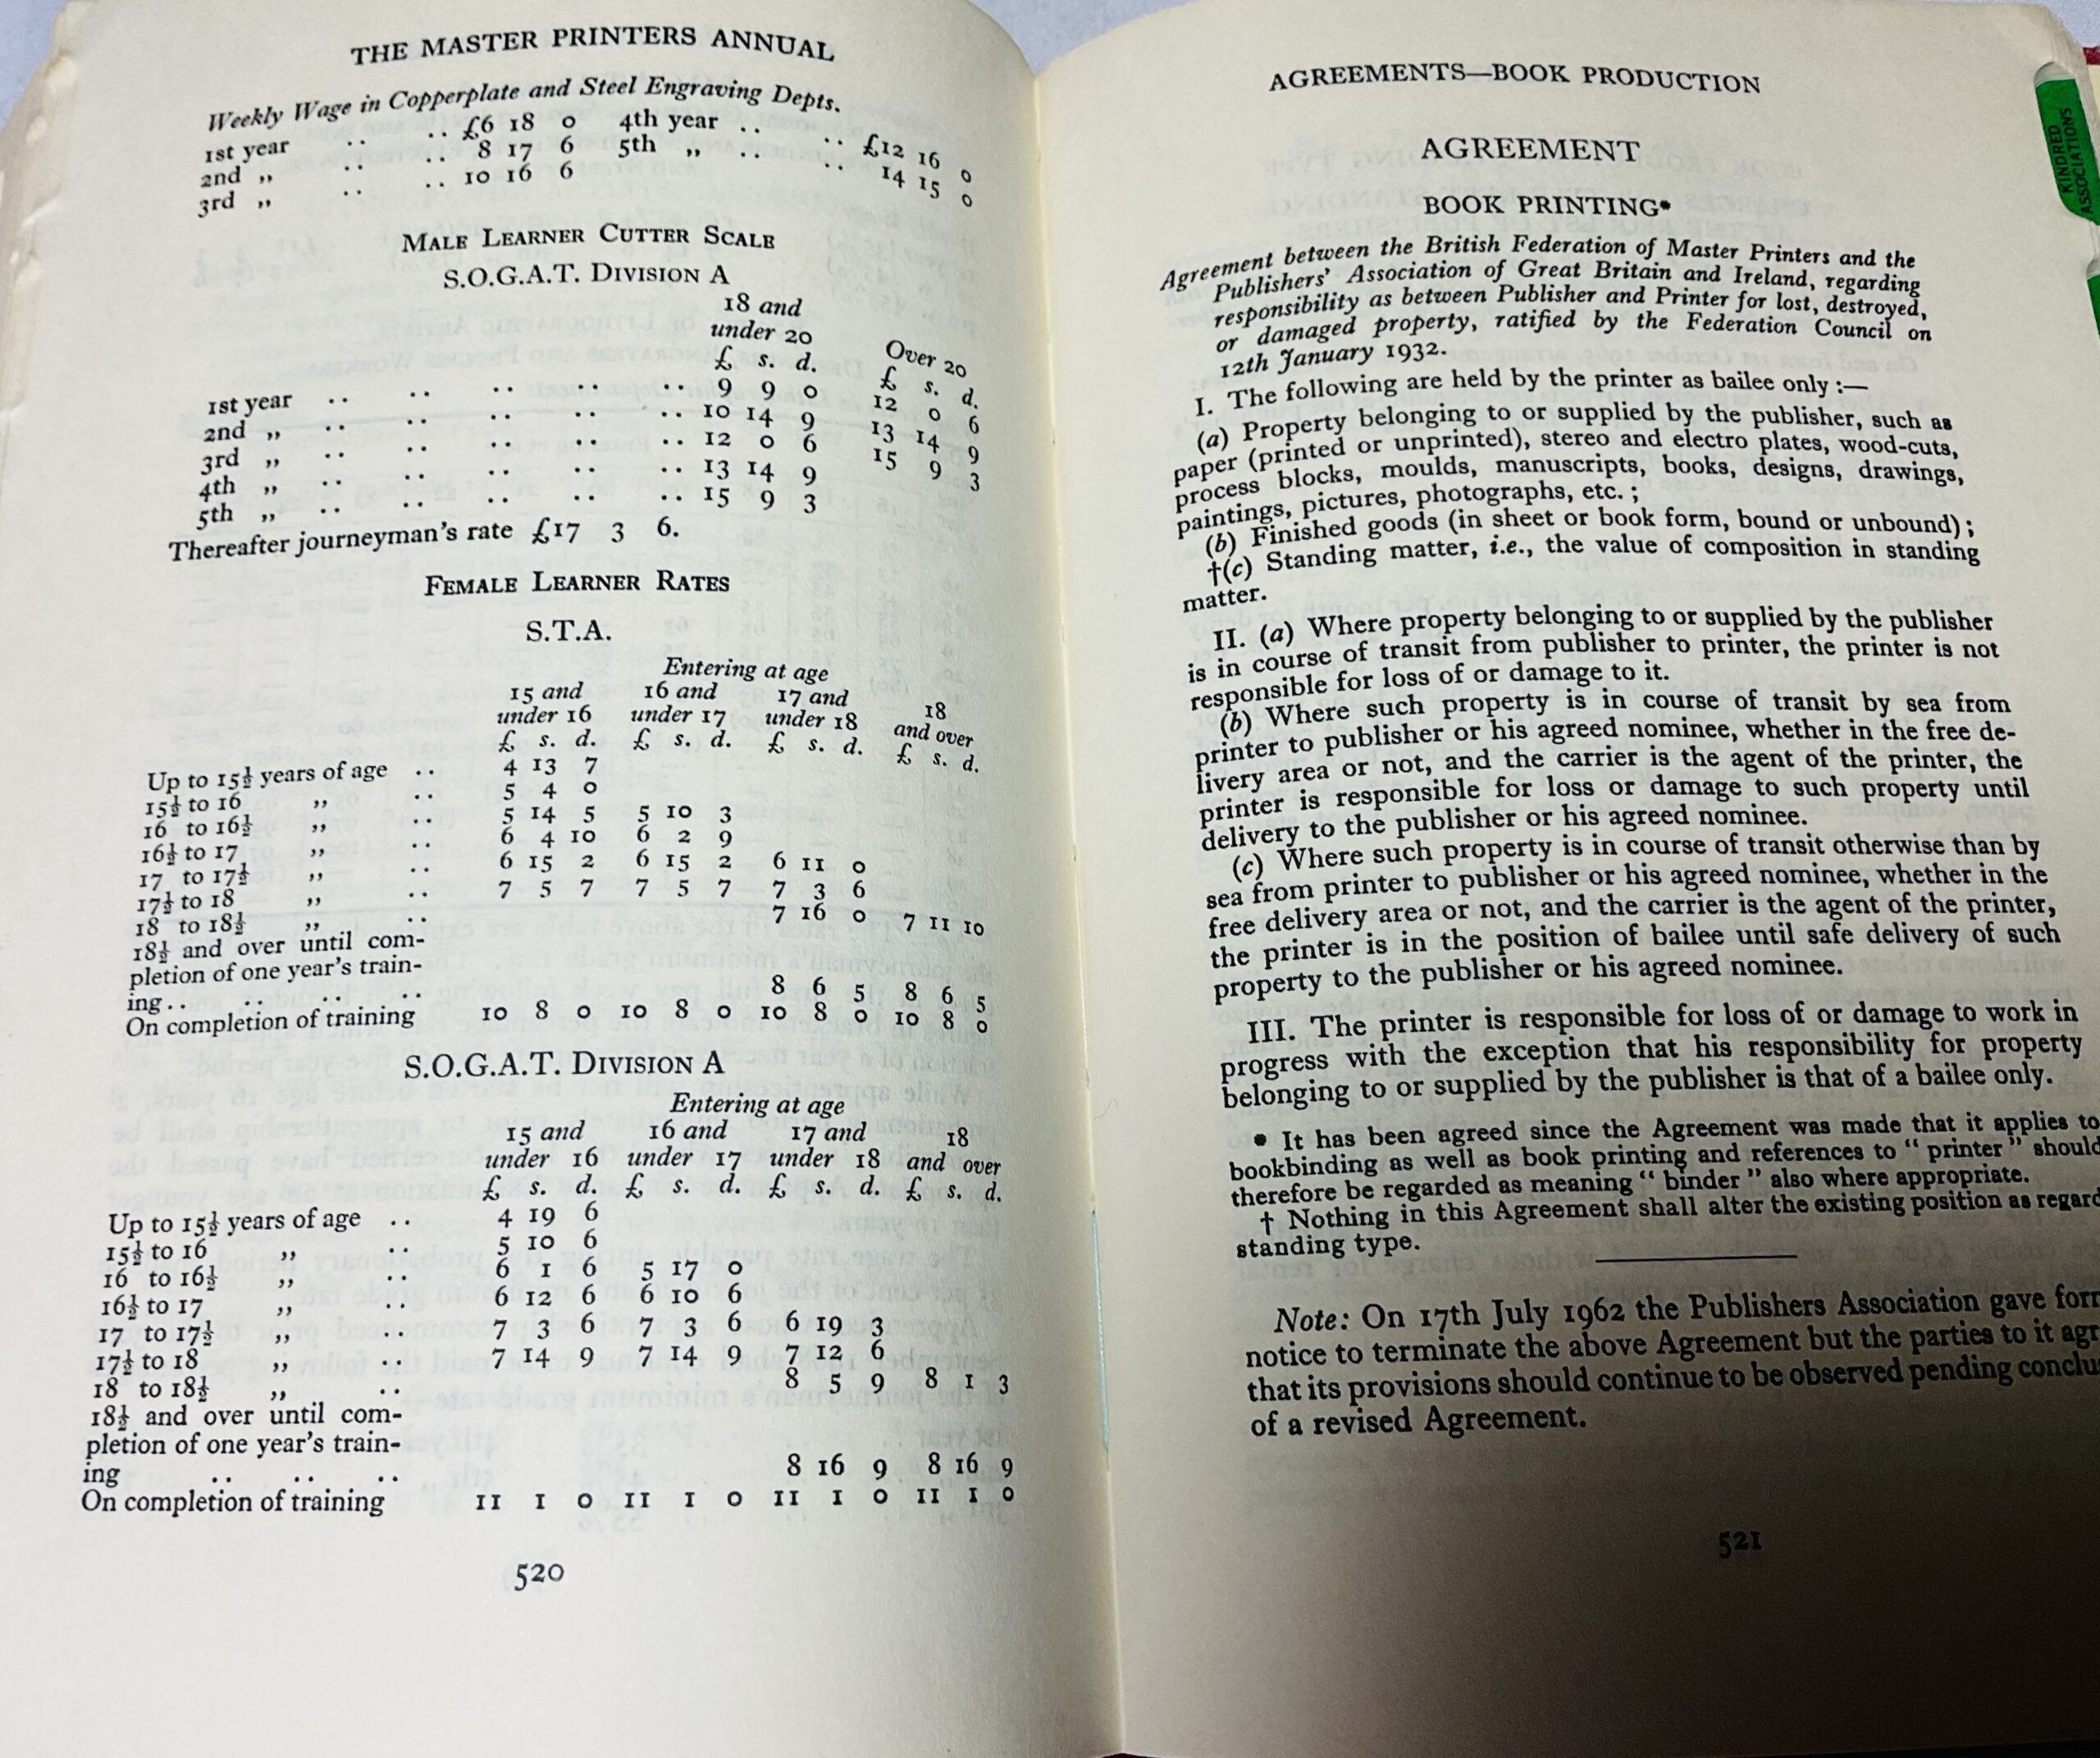 THE MASTER PRINTERS ANNUAL
Weekly Wage in Copperplate and Steel Engraving Depts.
1st year .. .. £6 18 0 4th year .. .. £12 16 0
2nd ,, .. .. 8 17 6 5th ,, .. .. 14 15 0
3rd ,, .. .. 10 16 6
MALE LEARNER CUTTER SCALE
S.O.G.A.T. DIVISION A
18 and
under 20 Over 20
£ s. d. £ s. d.
1st year .. .. .. .. .. 9 9 0 12 0 6
2nd ,, .. .. .. .. .. 10 14 9 13 14 9
3rd ,, .. .. .. .. .. 12 0 6 15 9 3
4th ,, .. .. .. .. .. 13 14 9
5th ,, .. .. .. .. .. 15 9 3
Thereafter journeyman's rate £17 3 6.
FEMALE LEARNER RATES
S.T.A.
Entering at age
15 and 16 and 17 and 18
under 16 under 17 under 18 and over
£ s. d. £ s. d. £ s. d. £ s. d.
Up to 15½ years of age .. 4 13 7
15½ to 16 ,, .. 5 4 0
16 to 16½ ,, .. 5 14 5 5 10 3
16½ to 17 ,, .. 6 4 10 6 2 9
17 to 17½ ,, .. 6 15 2 6 15 2 6 11 0
17½ to 18 ,, .. 7 5 7 7 5 7 7 3 6
18 to 18½ ,, .. 7 16 0 7 11 10
18½ and over until com-
pletion of one year's train-
ing .. .. .. .. 8 6 5 8 6 5
On completion of training 10 8 0 10 8 0 10 8 0 10 8 0
S.O.G.A.T. DIVISION A
Entering at age
15 and 16 and 17 and 18
under 16 under 17 under 18 and over
£ s. d. £ s. d. £ s. d. £ s. d.
Up to 15½ years of age .. 4 19 6
15½ to 16 ,, .. 5 10 6
16 to 16½ ,, .. 6 1 6 5 17 0
16½ to 17 ,, .. 6 12 6 6 10 6
17 to 17½ ,, .. 7 3 6 7 3 6 6 19 3
17½ to 18 ,, .. 7 14 9 7 14 9 7 12 6
18 to 18½ ,, .. 8 5 9 8 1 3
18½ and over until com-
pletion of one year's train-
ing .. .. .. 8 16 9 8 16 9
On completion of training 11 1 0 11 1 0 11 1 0 11 1 0
520
AGREEMENTS—BOOK PRODUCTION
AGREEMENT
BOOK PRINTING*
Agreement between the British Federation of Master Printers and the
Publishers' Association of Great Britain and Ireland, regarding
responsibility as between Publisher and Printer for lost, destroyed,
or damaged property, ratified by the Federation Council on
12th January 1932.
I. The following are held by the printer as bailee only :—
(a) Property belonging to or supplied by the publisher, such as
paper (printed or unprinted), stereo and electro plates, wood-cuts,
process blocks, moulds, manuscripts, books, designs, drawings,
paintings, pictures, photographs, etc. ;
(b) Finished goods (in sheet or book form, bound or unbound) ;
†(c) Standing matter, i.e., the value of composition in standing
matter.
II. (a) Where property belonging to or supplied by the publisher
is in course of transit from publisher to printer, the printer is not
responsible for loss of or damage to it.
(b) Where such property is in course of transit by sea from
printer to publisher or his agreed nominee, whether in the free de-
livery area or not, and the carrier is the agent of the printer, the
printer is responsible for loss or damage to such property until
delivery to the publisher or his agreed nominee.
(c) Where such property is in course of transit otherwise than by
sea from printer to publisher or his agreed nominee, whether in the
free delivery area or not, and the carrier is the agent of the printer,
the printer is in the position of bailee until safe delivery of such
property to the publisher or his agreed nominee.
III. The printer is responsible for loss of or damage to work in
progress with the exception that his responsibility for property
belonging to or supplied by the publisher is that of a bailee only.
* It has been agreed since the Agreement was made that it applies to
bookbinding as well as book printing and references to " printer " should
therefore be regarded as meaning " binder " also where appropriate.
† Nothing in this Agreement shall alter the existing position as regard
standing type.
Note: On 17th July 1962 the Publishers Association gave form
notice to terminate the above Agreement but the parties to it agr
that its provisions should continue to be observed pending conclu
of a revised Agreement.
521
KINDRED
ASSOCIATIONS